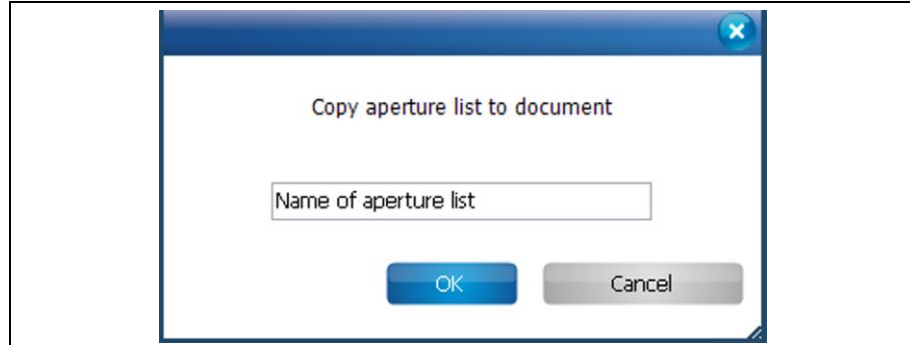 Copy aperture list to document
Name of aperture list
OK Cancel